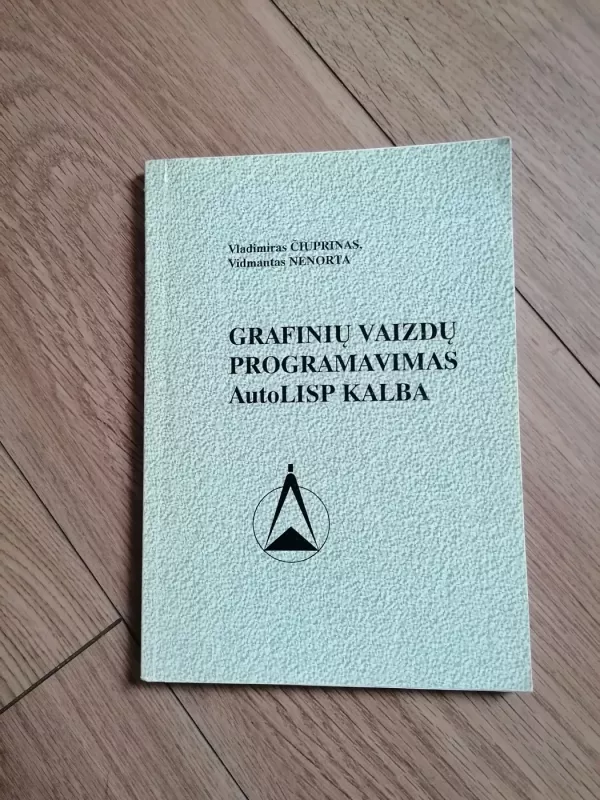 Vladimiras ČIUPRINAS,
Vidmantas NENORTA
GRAFINIŲ VAIZDŲ
PROGRAMAVIMAS
AutoLISP KALBA